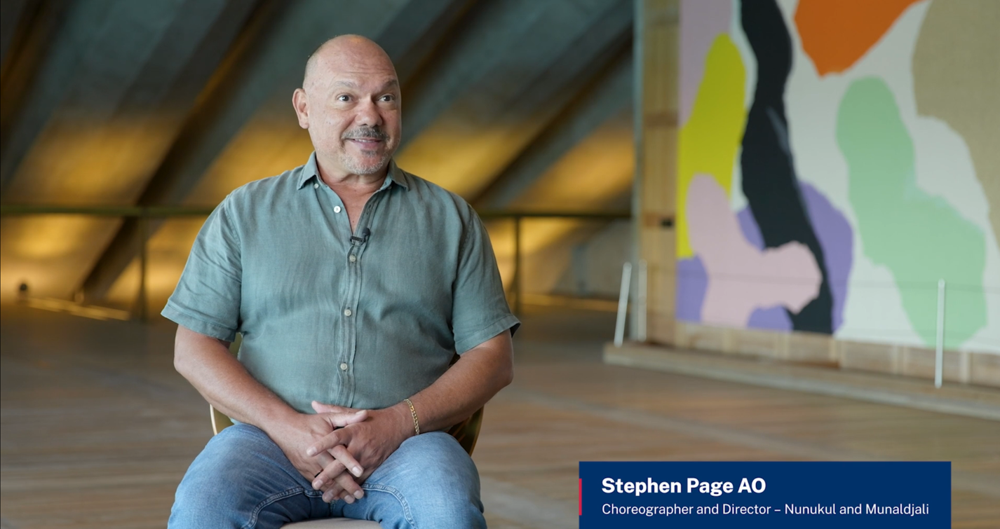 Stephen Page AO
Choreographer and Director – Nunukul and Munaldjali